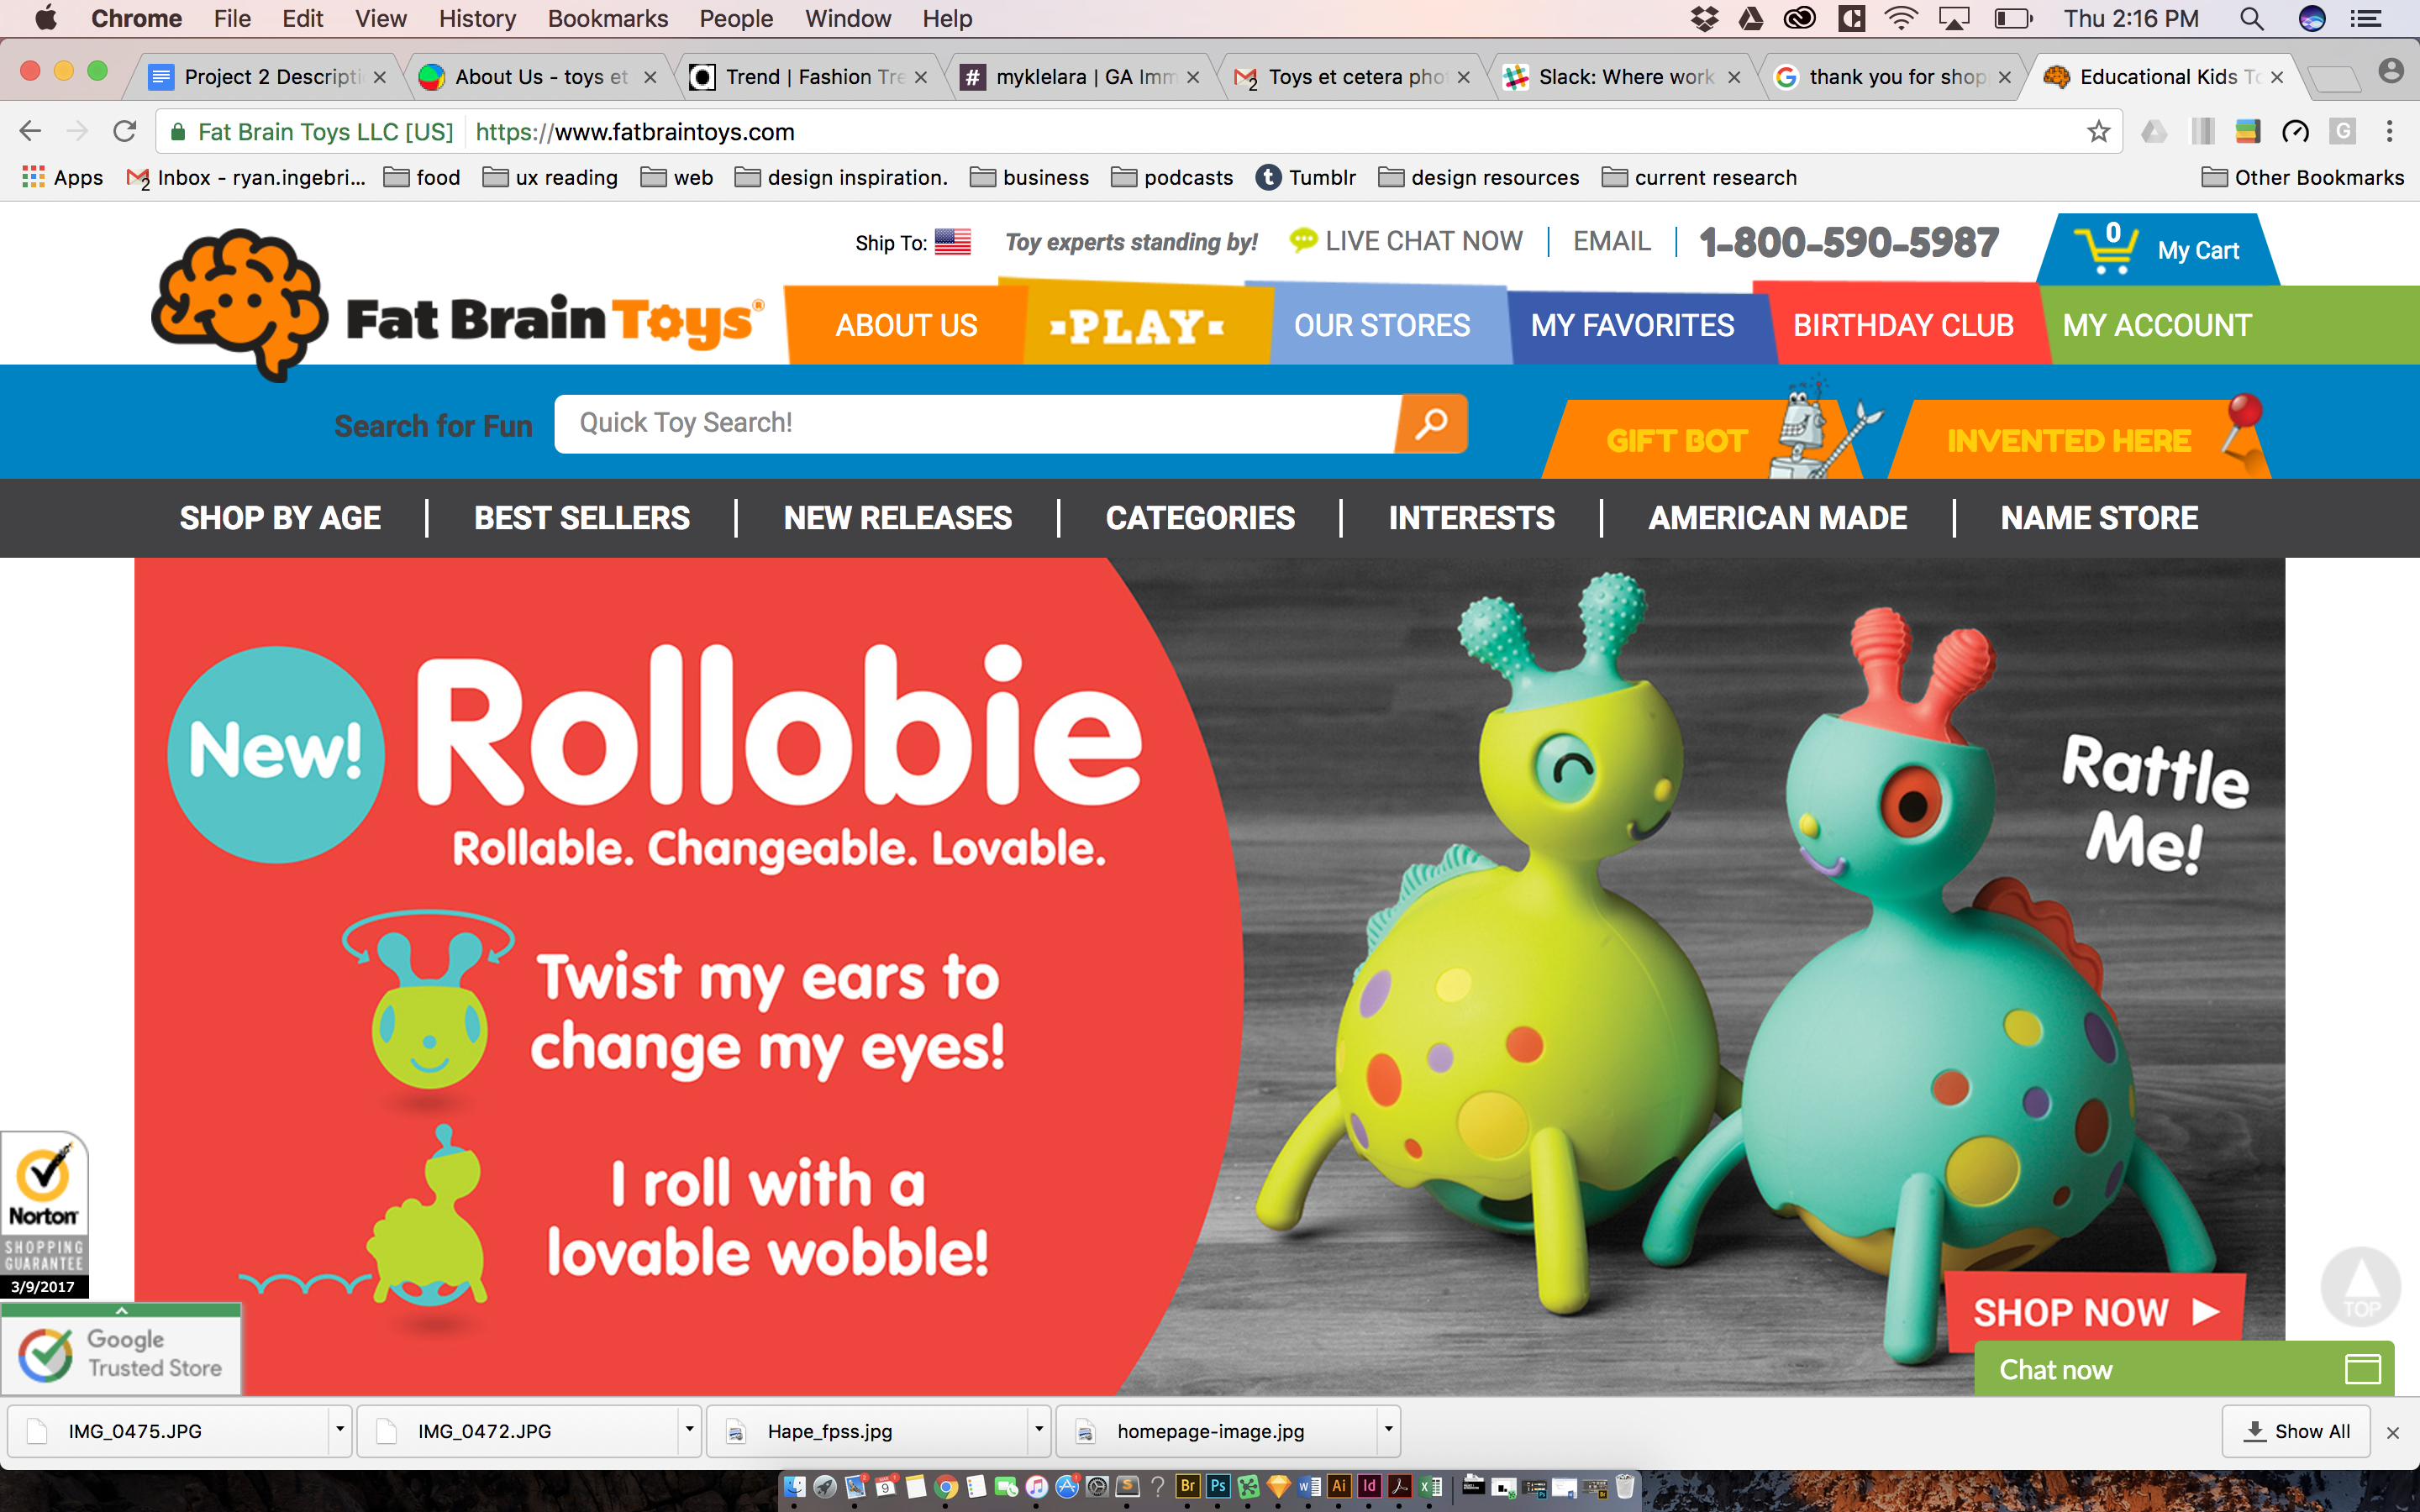 Chrome File Edit View History Bookmarks People Window Help Thu 2:16 PM
Project 2 Descripti
About Us - toys et
Trend | Fashion Tre
myklelara | GA Imm
Toys et cetera pho
Slack: Where work
thank you for shop
Educational Kids To
Fat Brain Toys LLC [US] https://www.fatbraintoys.com
Apps 2 Inbox - ryan.ingebri... food ux reading web design inspiration. business podcasts Tumblr design resources current research Other Bookmarks
Ship To: Toy experts standing by! LIVE CHAT NOW EMAIL 1-800-590-5987 0 My Cart
Fat Brain Toys®
ABOUT US PLAY OUR STORES MY FAVORITES BIRTHDAY CLUB MY ACCOUNT
Search for Fun Quick Toy Search! GIFT BOT INVENTED HERE
SHOP BY AGE BEST SELLERS NEW RELEASES CATEGORIES INTERESTS AMERICAN MADE NAME STORE
New!
Rollobie
Rollable. Changeable. Lovable.
Twist my ears to
change my eyes!
I roll with a
lovable wobble!
Rattle
Me!
SHOP NOW
TOP
Norton
SHOPPING
GUARANTEE
3/9/2017
Google
Trusted Store
Chat now
IMG_0475.JPG IMG_0472.JPG Hape_fpss.jpg homepage-image.jpg Show All
9 Br Ps Ai Id